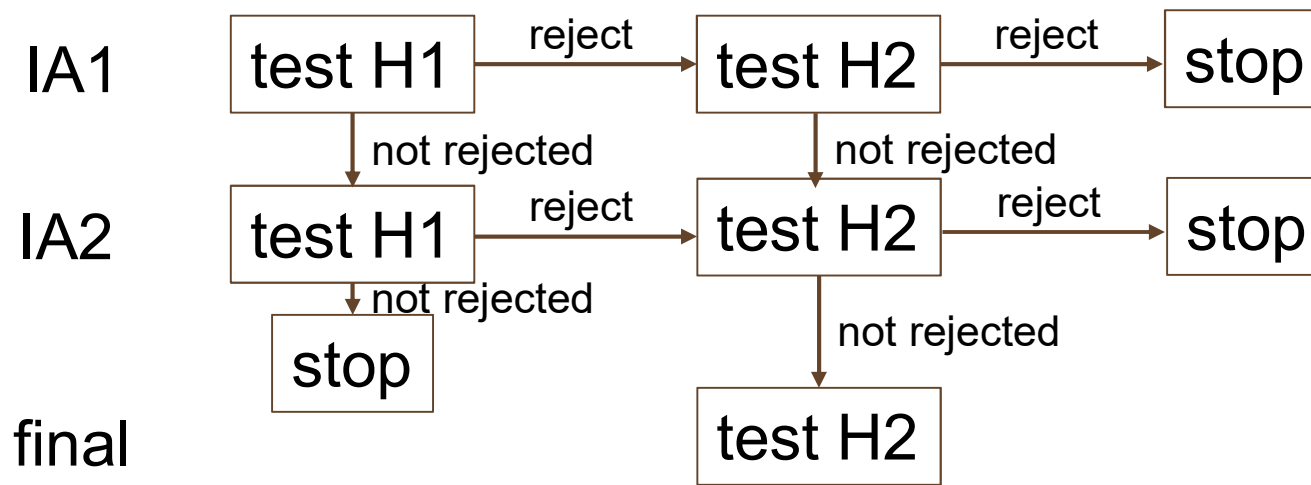 IA1
test H1
reject
test H2
reject
stop
not rejected
not rejected
IA2
test H1
reject
test H2
reject
stop
not rejected
stop
not rejected
final
test H2